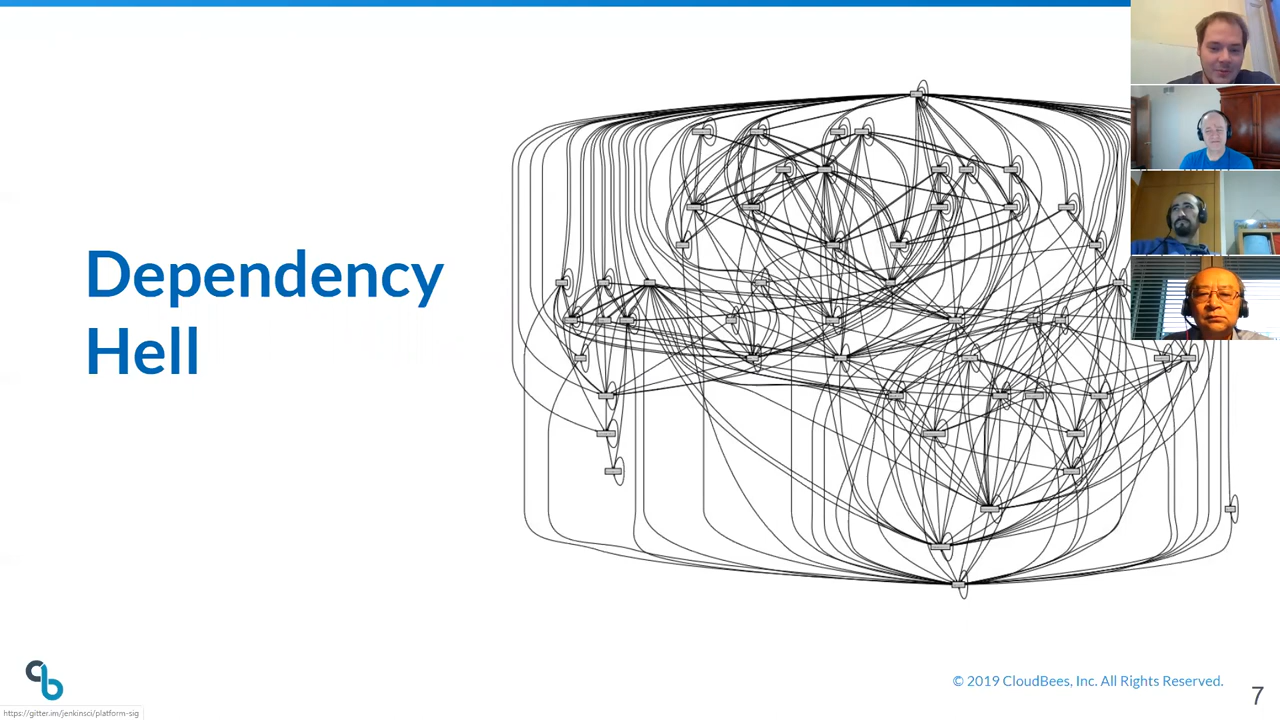 Dependency
Hell
© 2019 CloudBees, Inc. All Rights Reserved.
7
https://gitter.im/jenkinsci/platform-sig